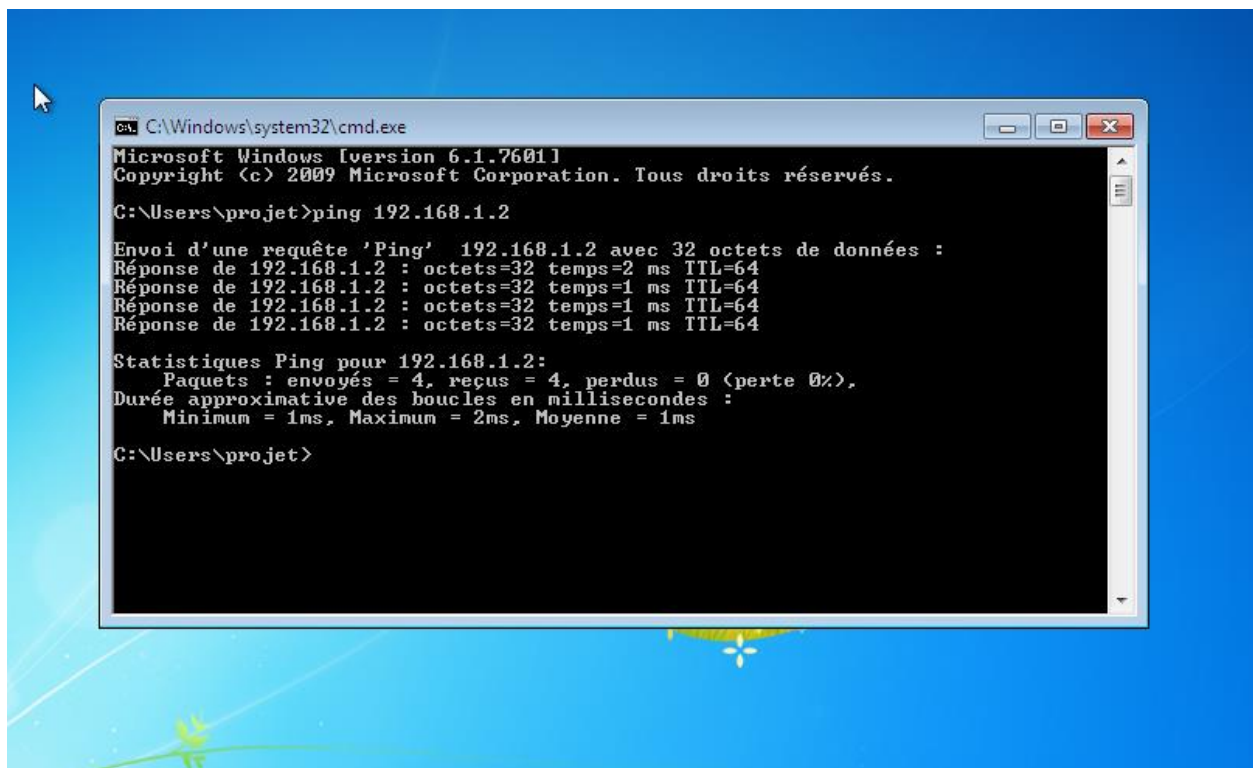 C:\Windows\system32\cmd.exe
Microsoft Windows [version 6.1.7601]
Copyright (c) 2009 Microsoft Corporation. Tous droits réservés.
C:\Users\projet>ping 192.168.1.2
Envoi d'une requête 'Ping'  192.168.1.2 avec 32 octets de données :
Réponse de 192.168.1.2 : octets=32 temps=2 ms TTL=64
Réponse de 192.168.1.2 : octets=32 temps=1 ms TTL=64
Réponse de 192.168.1.2 : octets=32 temps=1 ms TTL=64
Réponse de 192.168.1.2 : octets=32 temps=1 ms TTL=64
Statistiques Ping pour 192.168.1.2:
    Paquets : envoyés = 4, reçus = 4, perdus = 0 (perte 0%),
Durée approximative des boucles en millisecondes :
    Minimum = 1ms, Maximum = 2ms, Moyenne = 1ms
C:\Users\projet>